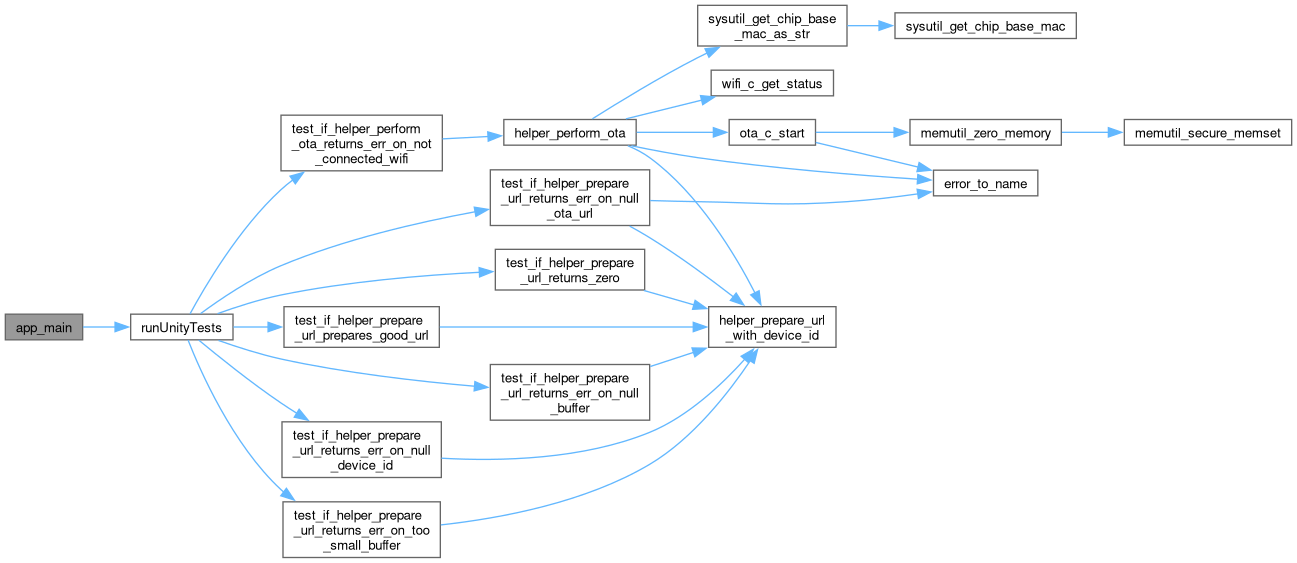 app_main
runUnityTests
test_if_helper_perform
_ota_returns_err_on_not
_connected_wifi
helper_perform_ota
sysutil_get_chip_base
_mac_as_str
sysutil_get_chip_base_mac
wifi_c_get_status
ota_c_start
memutil_zero_memory
memutil_secure_memset
error_to_name
test_if_helper_prepare
_url_returns_err_on_null
_ota_url
test_if_helper_prepare
_url_returns_zero
test_if_helper_prepare
_url_prepares_good_url
helper_prepare_url
_with_device_id
test_if_helper_prepare
_url_returns_err_on_null
_buffer
test_if_helper_prepare
_url_returns_err_on_null
_device_id
test_if_helper_prepare
_url_returns_err_on_too
_small_buffer